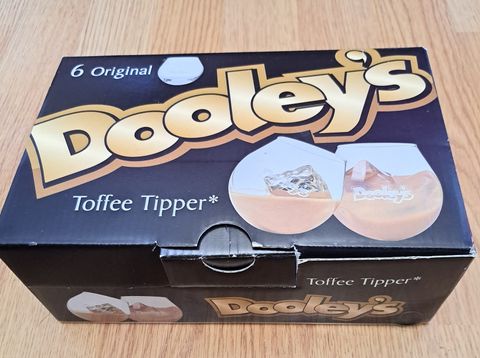 6 Original
Dooley's
Toffee Tipper*
Dooley's
Toffee Tipper*
Dooley's